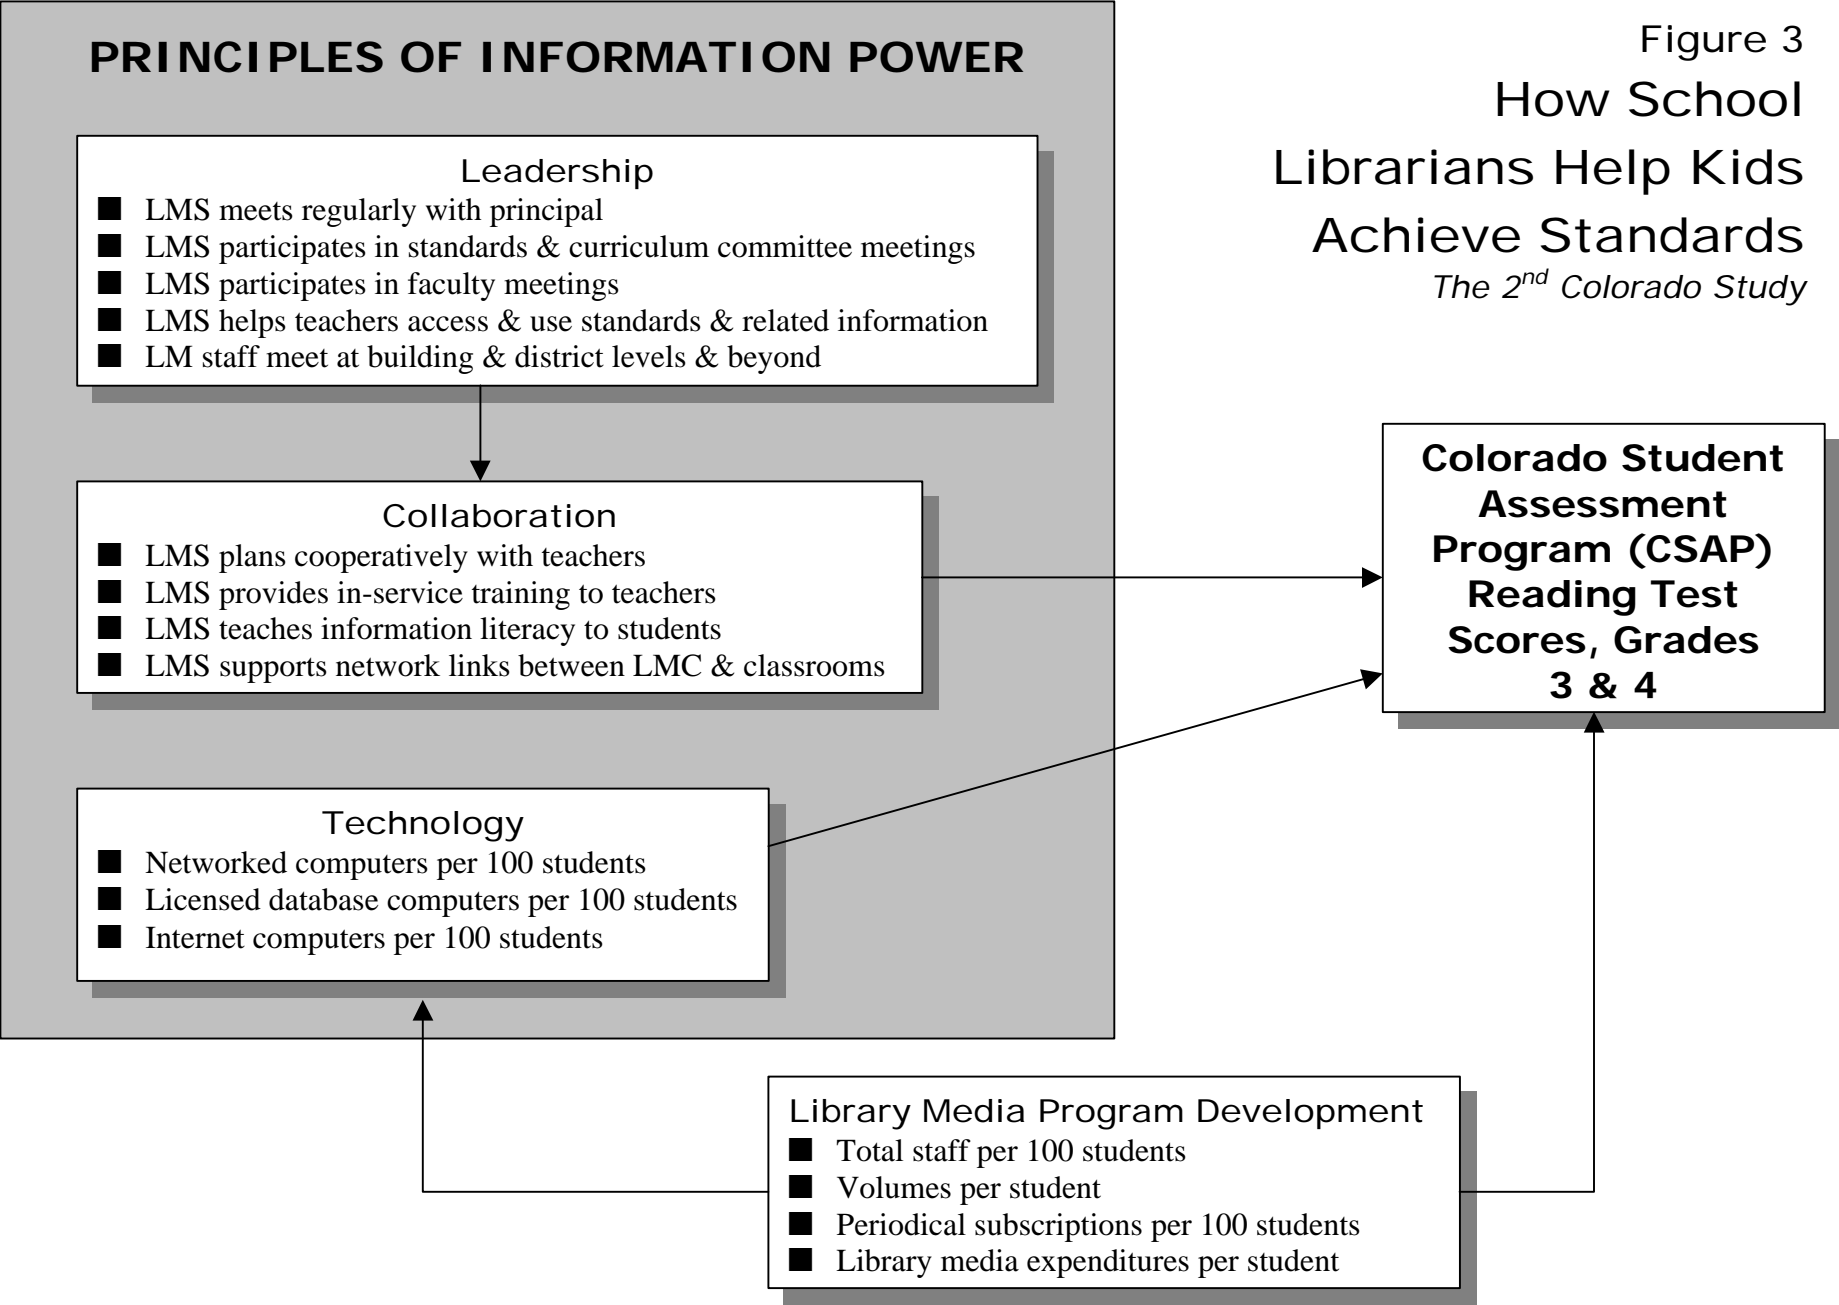 PRINCIPLES OF INFORMATION POWER
Figure 3
How School
Librarians Help Kids
Achieve Standards
The 2nd Colorado Study
Leadership
■ LMS meets regularly with principal
■ LMS participates in standards & curriculum committee meetings
■ LMS participates in faculty meetings
■ LMS helps teachers access & use standards & related information
■ LM staff meet at building & district levels & beyond
Collaboration
■ LMS plans cooperatively with teachers
■ LMS provides in-service training to teachers
■ LMS teaches information literacy to students
■ LMS supports network links between LMC & classrooms
Colorado Student
Assessment
Program (CSAP)
Reading Test
Scores, Grades
3 & 4
Technology
■ Networked computers per 100 students
■ Licensed database computers per 100 students
■ Internet computers per 100 students
Library Media Program Development
■ Total staff per 100 students
■ Volumes per student
■ Periodical subscriptions per 100 students
■ Library media expenditures per student